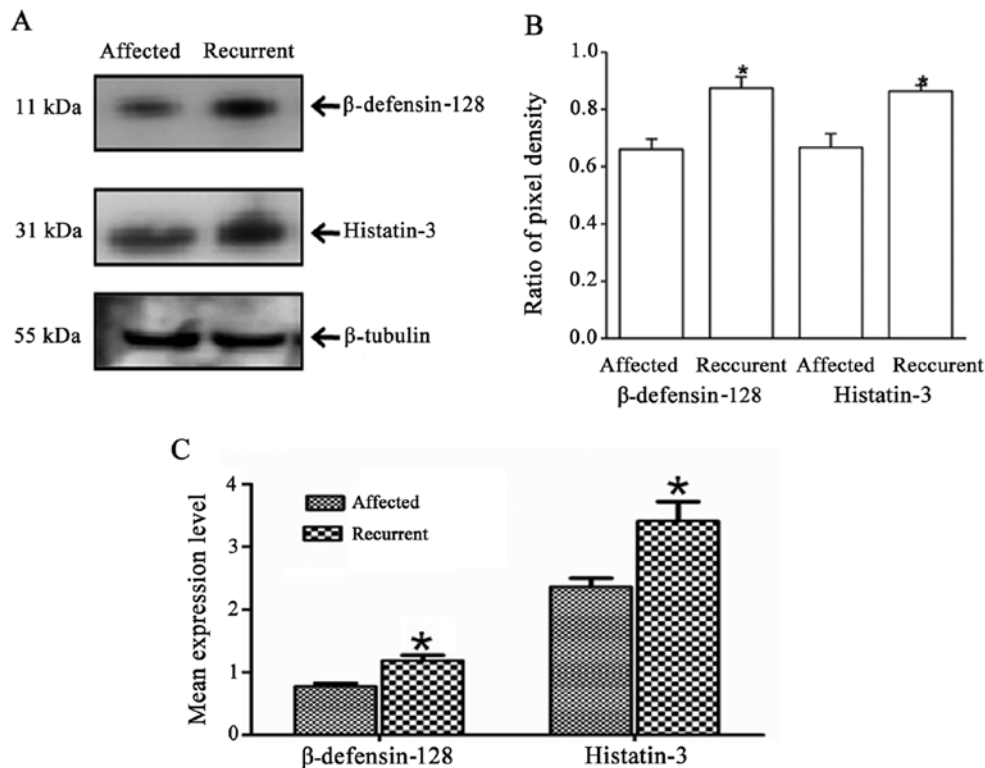 A
Affected Recurrent
11 kDa β-defensin-128
31 kDa Histatin-3
55 kDa β-tubulin
B
Ratio of pixel density
1.0
0.8
0.6
0.4
0.2
0.0
* *
Affected Reccurent Affected Reccurent
β-defensin-128 Histatin-3
C
Mean expression level
4
3
2
1
0
Affected
Recurrent
* *
β-defensin-128 Histatin-3